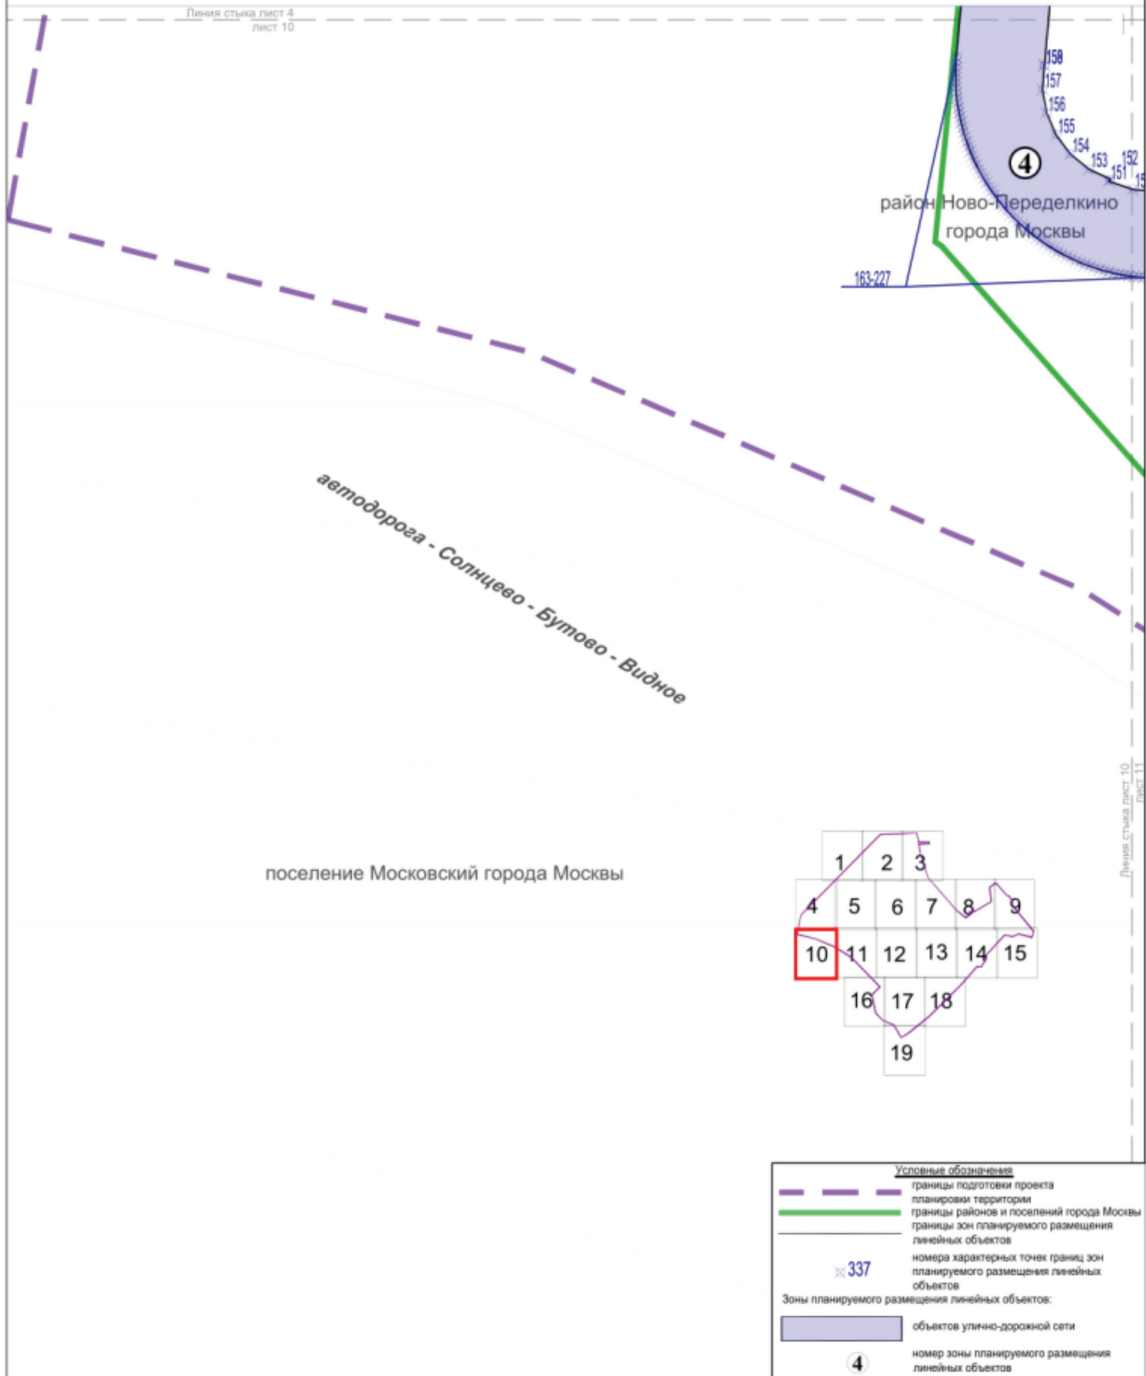 Линия стыка лист 4
лист 10
158
157
156
155
154
153
152
151
4
район Ново-Переделкино
города Москвы
163-227
автодорога - Солнцево - Бутово - Видное
Линия стыка лист 10
лист 11
поселение Московский города Москвы
1 2 3
4 5 6 7 8 9
10 11 12 13 14 15
16 17 18
19
Условные обозначения
границы подготовки проекта
планировки территории
границы районов и поселений города Москвы
границы зон планируемого размещения
линейных объектов
337
номера характерных точек границ зон
планируемого размещения линейных
объектов
Зоны планируемого размещения линейных объектов:
объектов улично-дорожной сети
4
номер зоны планируемого размещения
линейных объектов